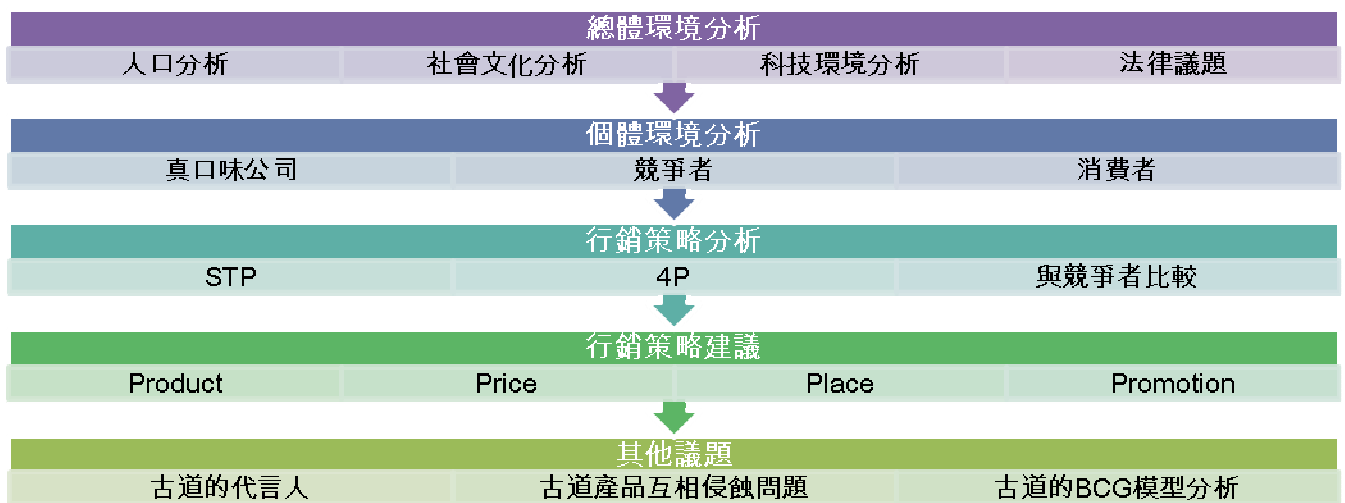 總體環境分析
人口分析 社會文化分析 科技環境分析 法律議題
個體環境分析
真口味公司 競爭者 消費者
行銷策略分析
STP 4P 與競爭者比較
行銷策略建議
Product Price Place Promotion
其他議題
古道的代言人 古道產品互相侵蝕問題 古道的BCG模型分析